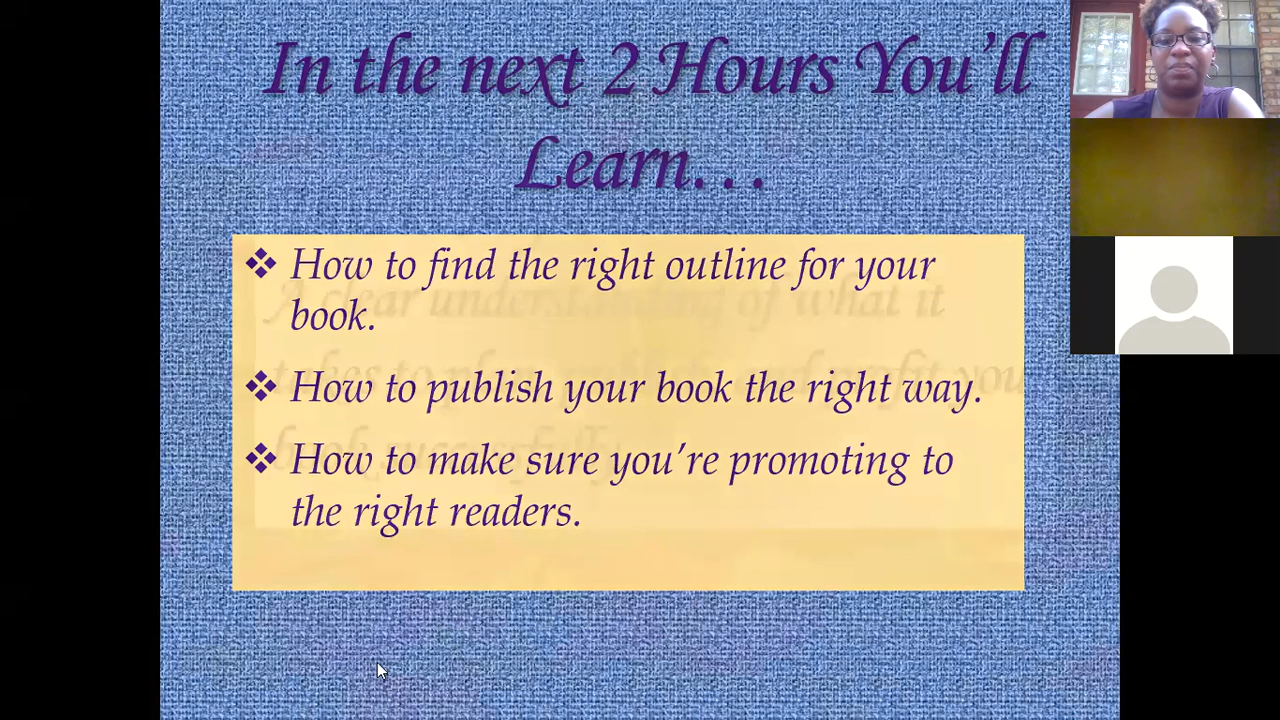 In the next 2 Hours You'll
Learn...
❖ How to find the right outline for your
book.
❖ How to publish your book the right way.
❖ How to make sure you're promoting to
the right readers.